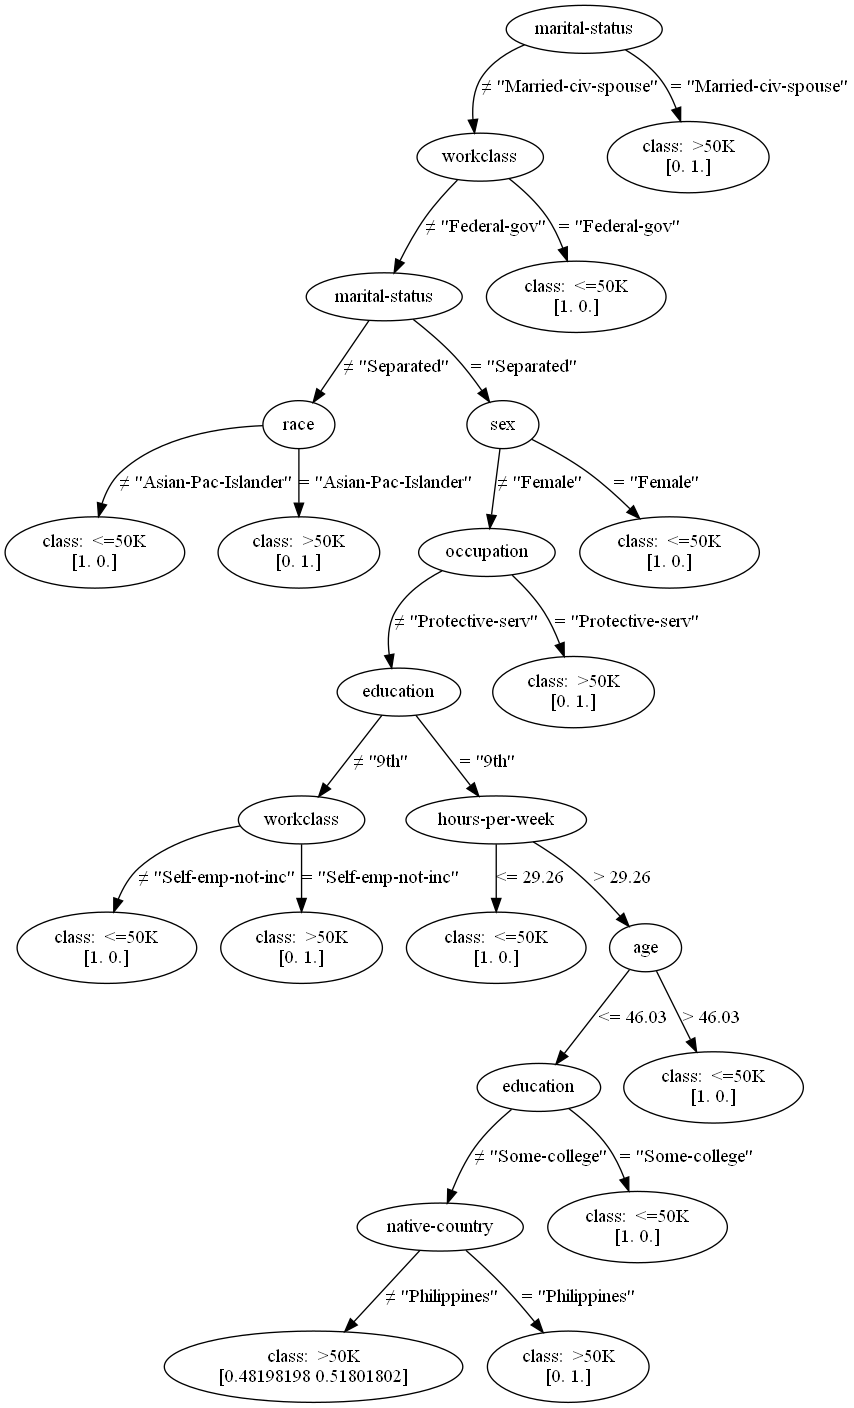 marital-status
≠ "Married-civ-spouse"
= "Married-civ-spouse"
workclass
class:  >50K
[0. 1.]
≠ "Federal-gov"
= "Federal-gov"
marital-status
class:  <=50K
[1. 0.]
≠ "Separated"
= "Separated"
race
sex
≠ "Asian-Pac-Islander"
= "Asian-Pac-Islander"
≠ "Female"
= "Female"
class:  <=50K
[1. 0.]
class:  >50K
[0. 1.]
occupation
class:  <=50K
[1. 0.]
≠ "Protective-serv"
= "Protective-serv"
education
class:  >50K
[0. 1.]
≠ "9th"
= "9th"
workclass
hours-per-week
≠ "Self-emp-not-inc"
= "Self-emp-not-inc"
<= 29.26
> 29.26
class:  <=50K
[1. 0.]
class:  >50K
[0. 1.]
class:  <=50K
[1. 0.]
age
<= 46.03
> 46.03
education
class:  <=50K
[1. 0.]
≠ "Some-college"
= "Some-college"
native-country
class:  <=50K
[1. 0.]
≠ "Philippines"
= "Philippines"
class:  >50K
[0.48198198 0.51801802]
class:  >50K
[0. 1.]